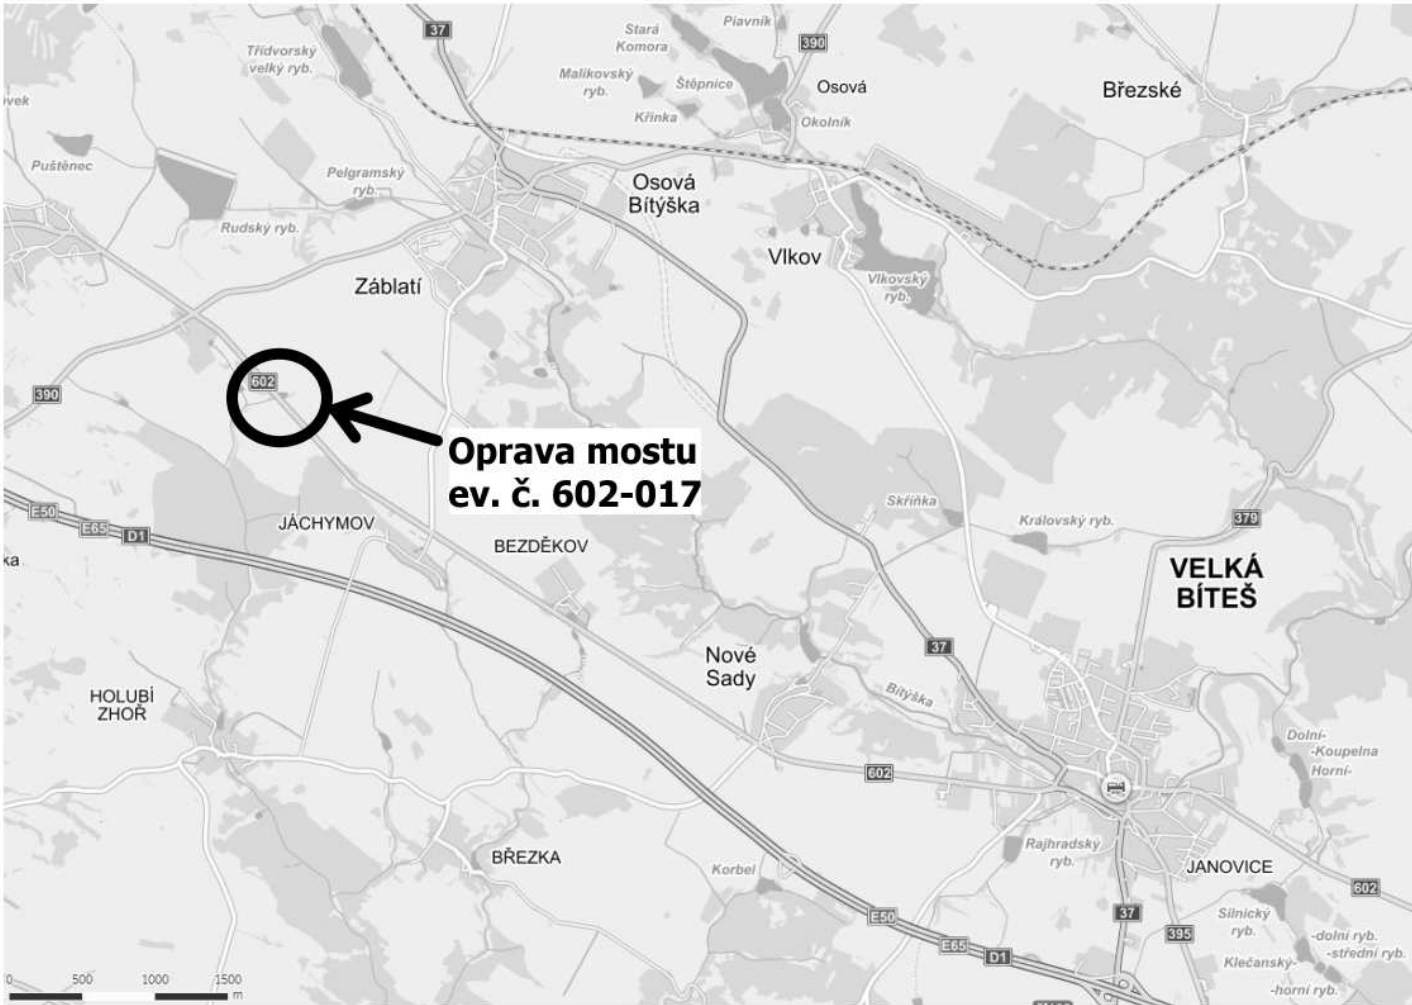 37
Třídvorský
velký ryb.
Stará
Komora
Piavník
390
Malíkovský
ryb.
Štěpnice
Osová
Březské
Křinka
Okolník
Puštěnec
Pelgramský
ryb.
Osová
Bítýška
Rudský ryb.
Vlkov
Záblatí
Vlkovský
ryb.
602
390
Oprava mostu
ev. č. 602-017
Skřiňka
Královský ryb.
379
E50
E65
D1
JÁCHYMOV
BEZDĚKOV
ka
VELKÁ
BÍTEŠ
37
Nové
Sady
HOLUBÍ
ZHOŘ
Bítýška
Dolní-
-Koupelna
Horní-
602
BŘEZKA
Korbel
Rajhradský
ryb.
JANOVICE
602
E50
37
Silnický
ryb.
395
-dolní ryb.
-střední ryb.
E65
D1
Klečanský-
-horní ryb.
0 500 1000 1500
m